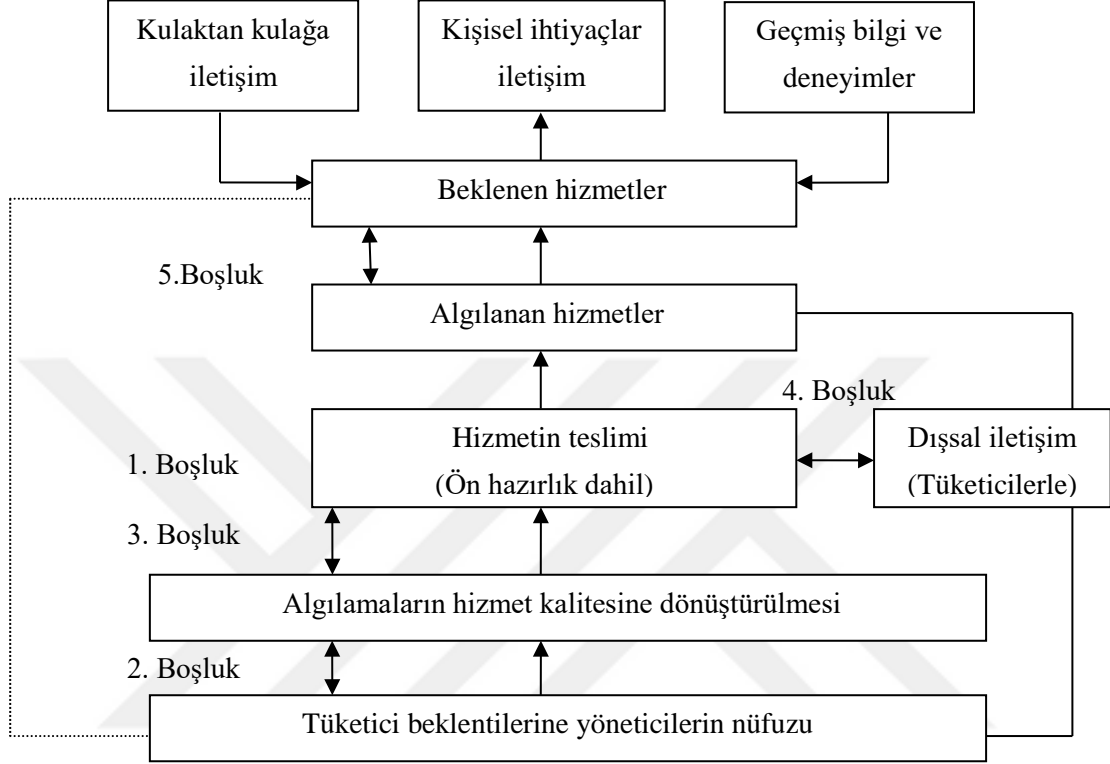 Kulaktan kulağa
iletişim
Kişisel ihtiyaçlar
iletişim
Geçmiş bilgi ve
deneyimler
Beklenen hizmetler
5.Boşluk
Algılanan hizmetler
4. Boşluk
Hizmetin teslimi
(Ön hazırlık dahil)
Dışsal iletişim
(Tüketicilerle)
1. Boşluk
3. Boşluk
Algılamaların hizmet kalitesine dönüştürülmesi
2. Boşluk
Tüketici beklentilerine yöneticilerin nüfuzu